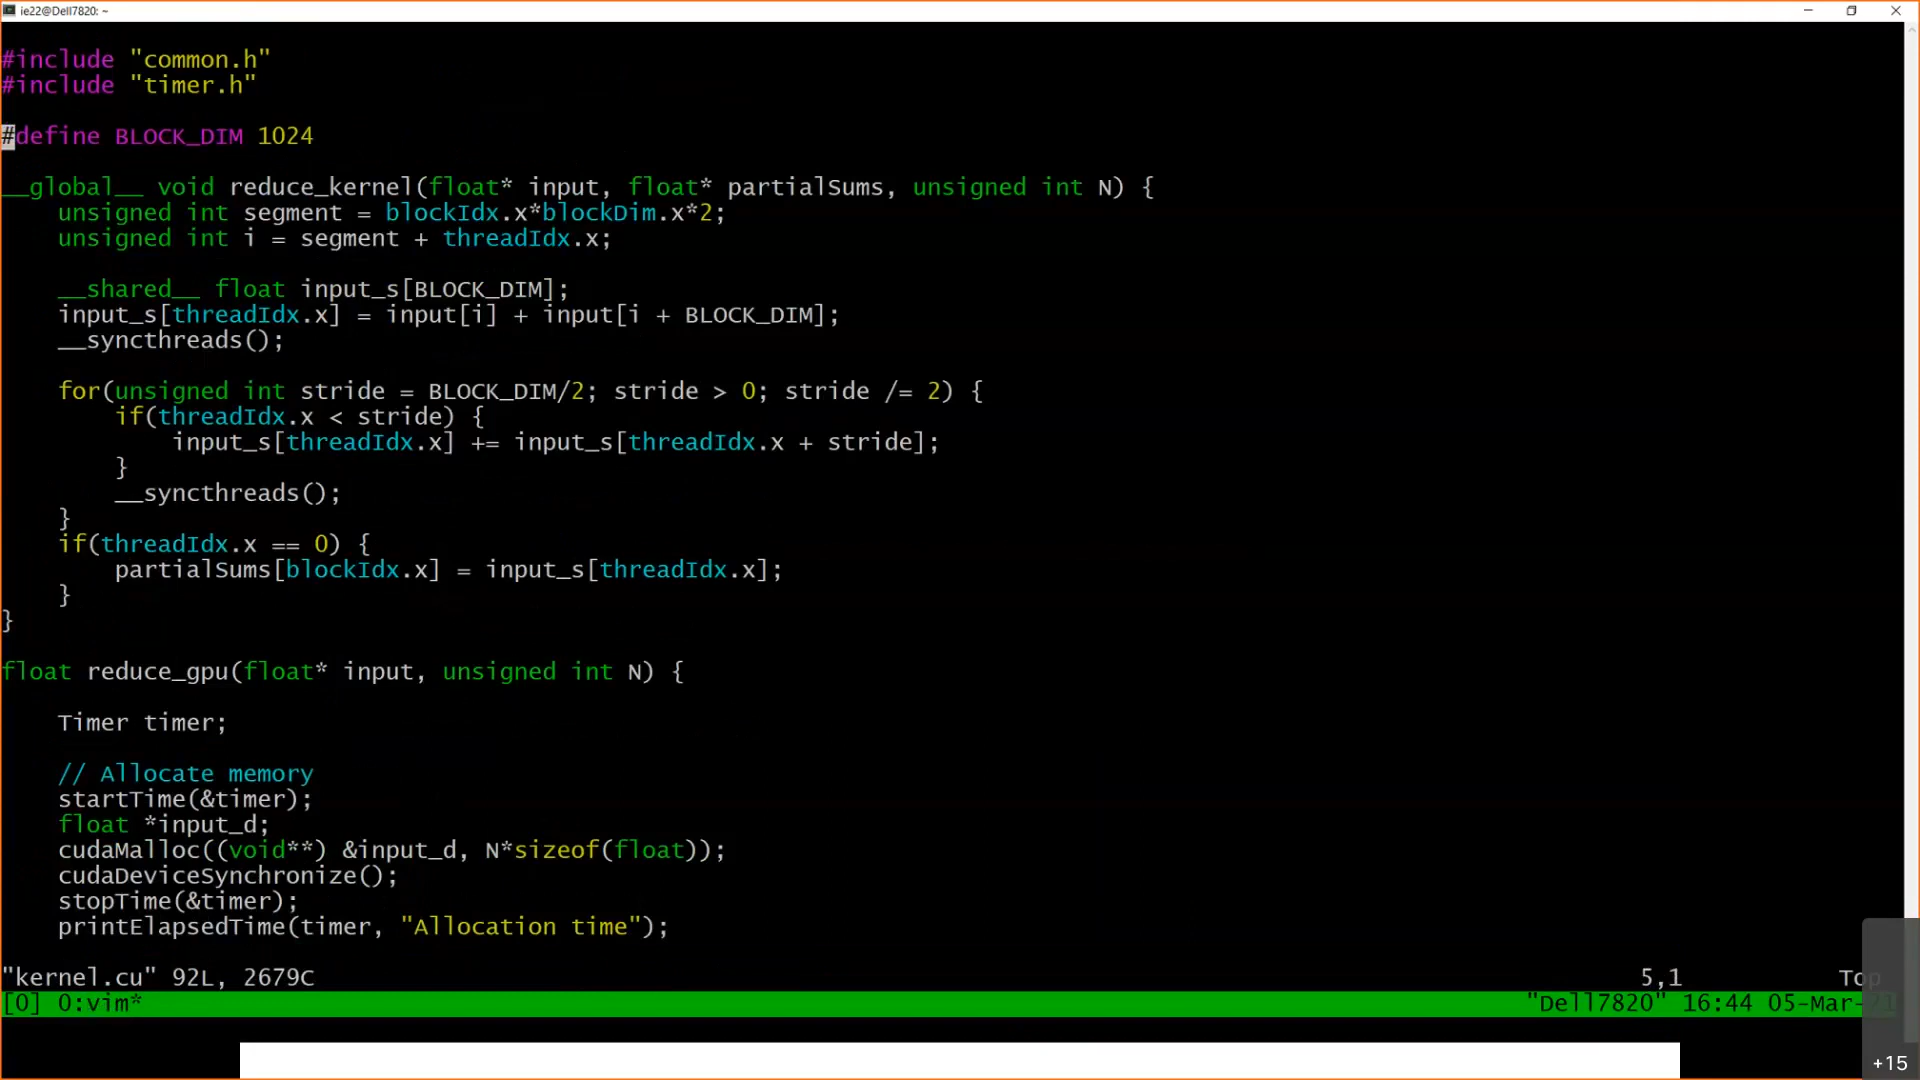 ie22@Dell7820: ~
#include "common.h"
#include "timer.h"
#define BLOCK_DIM 1024
__global__ void reduce_kernel(float* input, float* partialSums, unsigned int N) {
    unsigned int segment = blockIdx.x*blockDim.x*2;
    unsigned int i = segment + threadIdx.x;
    __shared__ float input_s[BLOCK_DIM];
    input_s[threadIdx.x] = input[i] + input[i + BLOCK_DIM];
    __syncthreads();
    for(unsigned int stride = BLOCK_DIM/2; stride > 0; stride /= 2) {
        if(threadIdx.x < stride) {
            input_s[threadIdx.x] += input_s[threadIdx.x + stride];
        }
        __syncthreads();
    }
    if(threadIdx.x == 0) {
        partialSums[blockIdx.x] = input_s[threadIdx.x];
    }
}
float reduce_gpu(float* input, unsigned int N) {
    Timer timer;
    // Allocate memory
    startTime(&timer);
    float *input_d;
    cudaMalloc((void**) &input_d, N*sizeof(float));
    cudaDeviceSynchronize();
    stopTime(&timer);
    printElapsedTime(timer, "Allocation time");
"kernel.cu" 92L, 2679C 5,1 Top
[0] 0:vim* "Dell7820" 16:44 05-Mar-21
+15